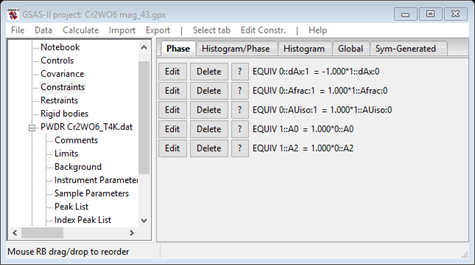 GSAS-II project: Cr2WO6 mag_43.gpx
File Data Calculate Import Export | Select tab Edit Constr. | Help
Notebook
Controls
Covariance
Constraints
Restraints
Rigid bodies
PWDR Cr2WO6_T4K.dat
Comments
Limits
Background
Instrument Parameter
Sample Parameters
Peak List
Index Peak List
Phase Histogram/Phase Histogram Global Sym-Generated
Edit Delete ? EQUIV 0::dAx:1 = -1.000*1::dAx:0
Edit Delete ? EQUIV 0::Afrac:1 = 1.000*1::Afrac:0
Edit Delete ? EQUIV 0::AUiso:1 = 1.000*1::AUiso:0
Edit Delete ? EQUIV 1::A0 = 1.000*0::A0
Edit Delete ? EQUIV 1::A2 = 1.000*0::A2
Mouse RB drag/drop to reorder